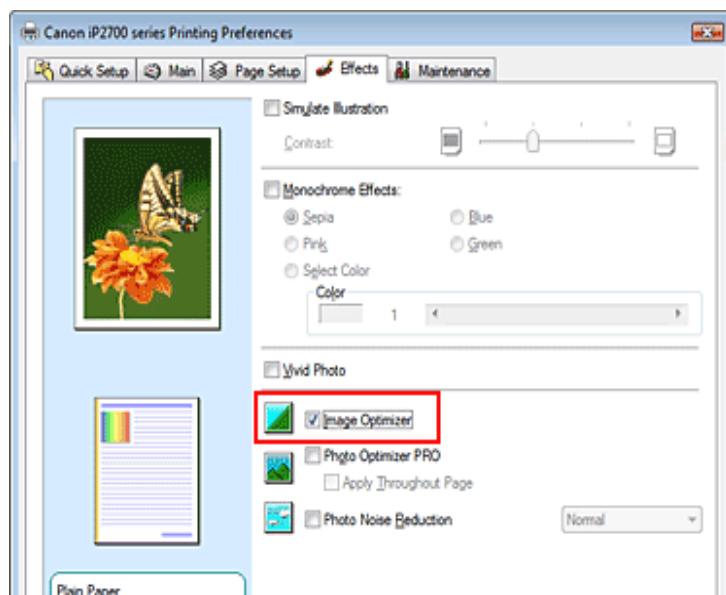 Canon iP2700 series Printing Preferences
Quick Setup Main Page Setup Effects Maintenance
Simulate Illustration
Contrast:
Monochrome Effects:
Sepia Blue
Pink Green
Select Color
Color
1
Vivid Photo
Image Optimizer
Photo Optimizer PRO
Apply Throughout Page
Photo Noise Reduction Normal
Plain Paper